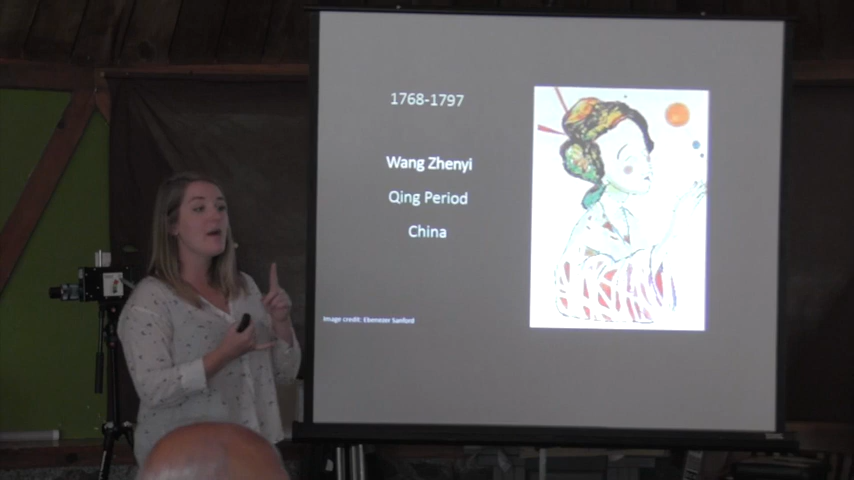 1768-1797
Wang Zhenyi
Qing Period
China
Image credit: Ebenezer Sanford